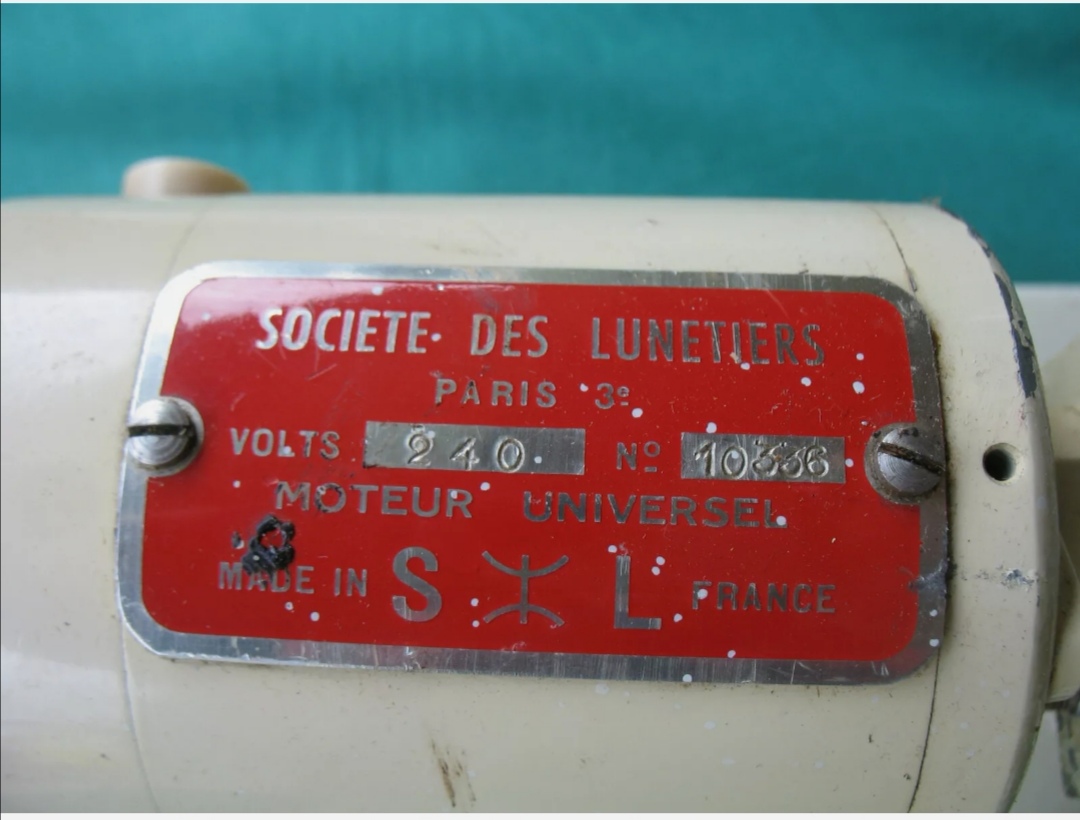 SOCIETE DES LUNETIERS
PARIS 3e
VOLTS 240 No 10336
MOTEUR UNIVERSEL
MADE IN S L FRANCE